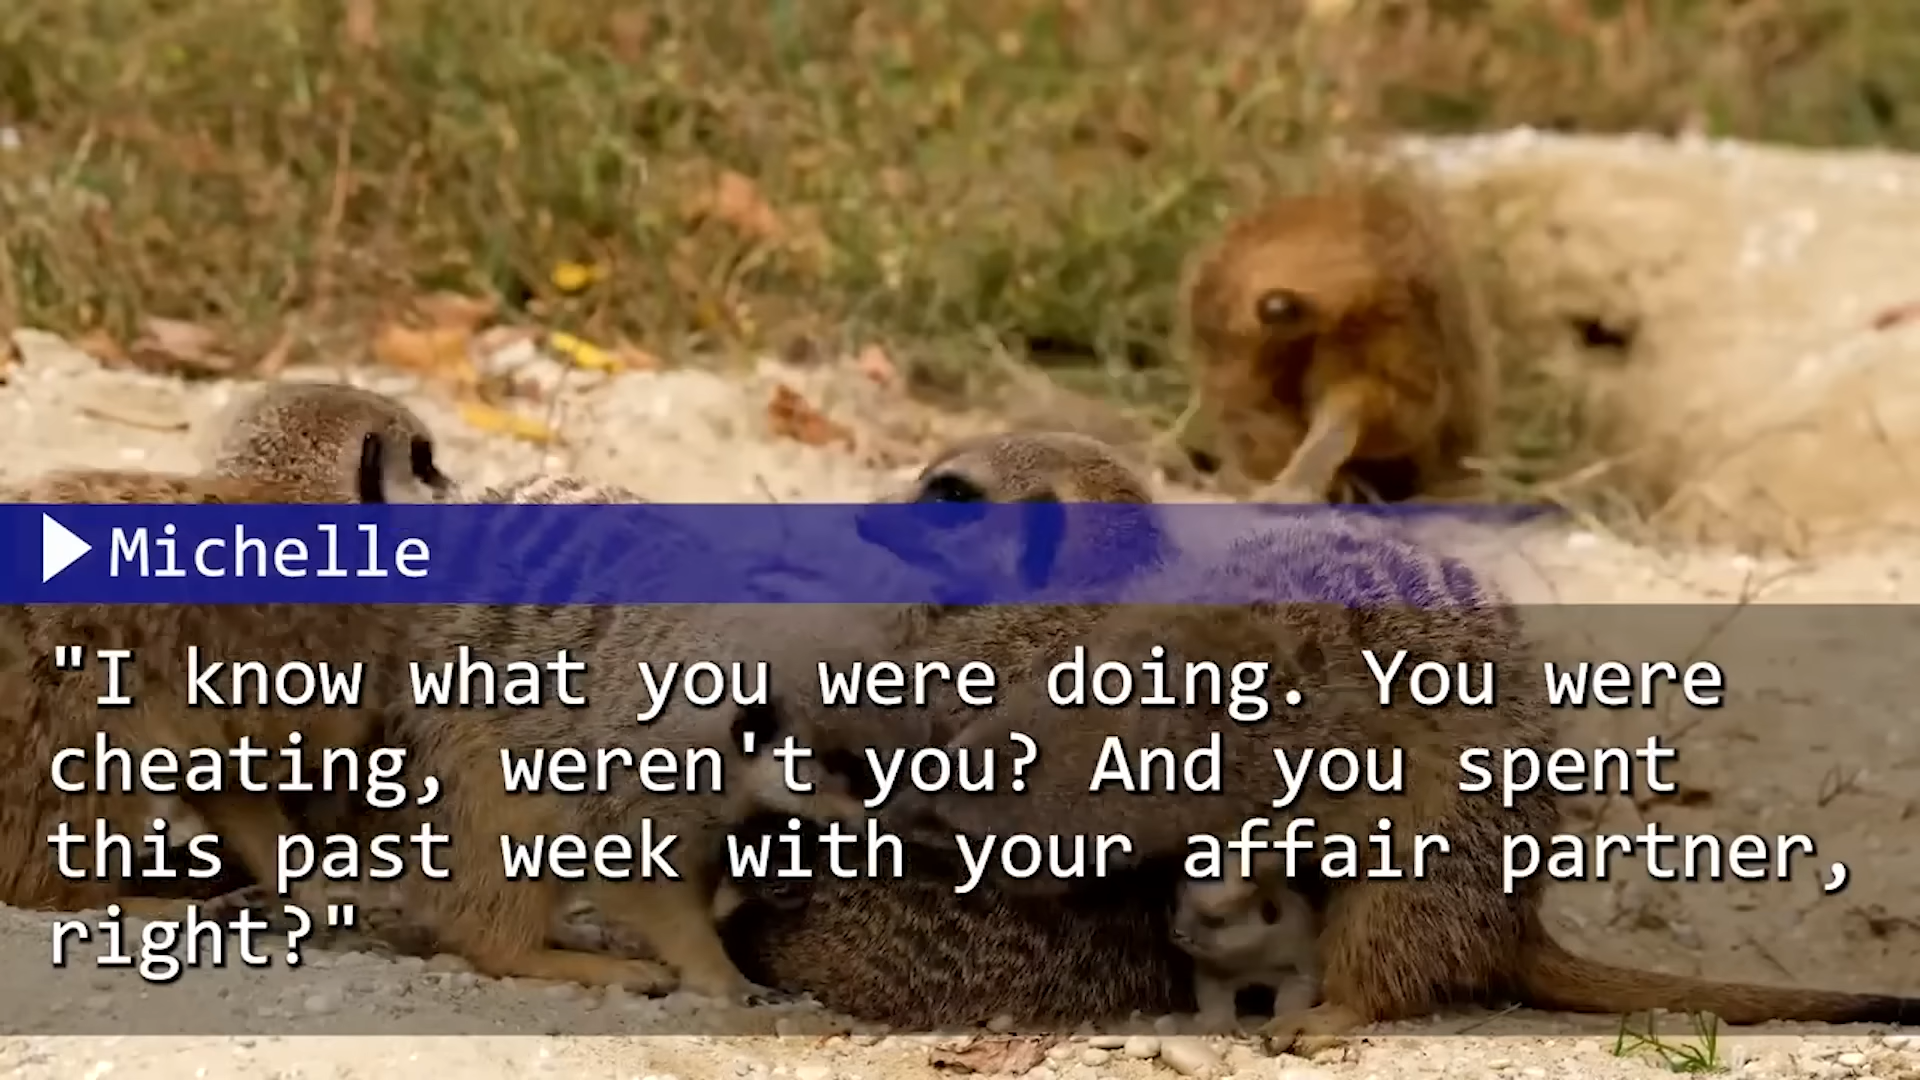 Michelle
"I know what you were doing. You were
cheating, weren't you? And you spent
this past week with your affair partner,
right?"